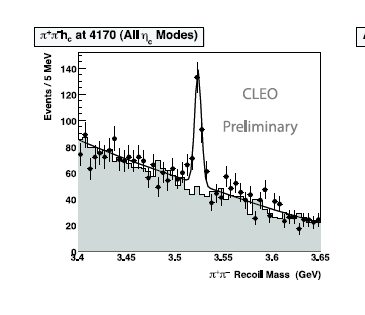 π⁺π⁻h_c at 4170 (All η_c Modes)
Events / 5 MeV
140
120
100
80
60
40
20
0
CLEO
Preliminary
3.4 3.45 3.5 3.55 3.6 3.65
π⁺π⁻ Recoil Mass (GeV)